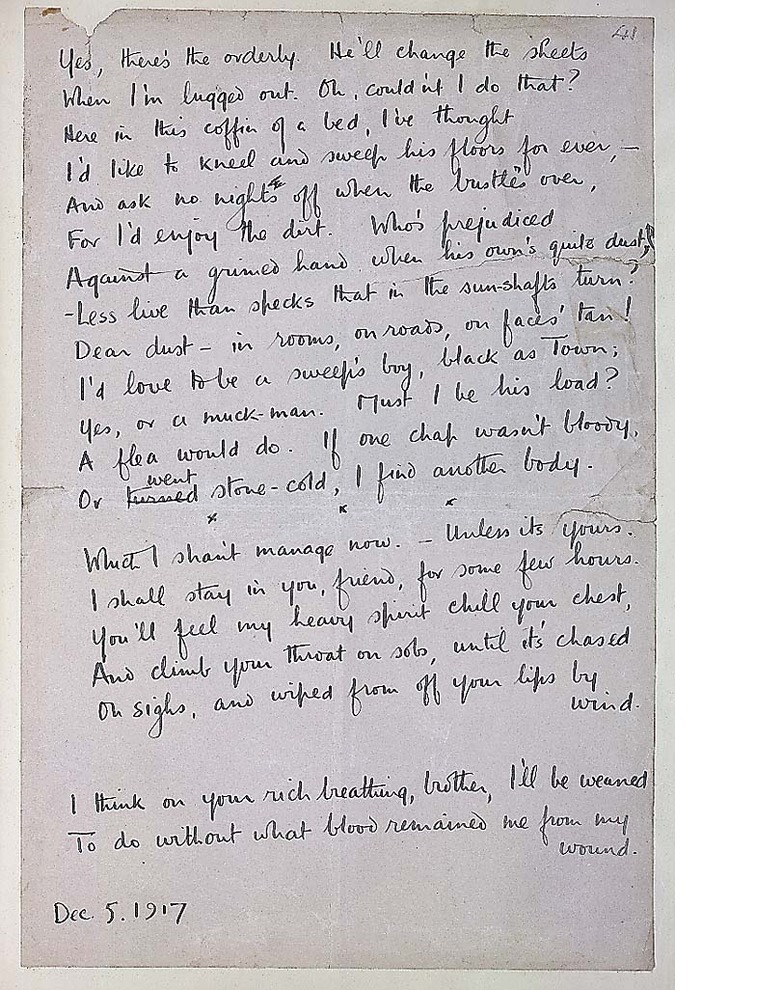 41
Yes, there's the orderly. He'll change the sheets
When I'm lugged out. Oh, couldn't I do that?
Here in this coffin of a bed, I've thought
I'd like to kneel and sweep his floors for ever, —
And ask no nights off when the bustle's over,
For I'd enjoy the dirt. Who's prejudiced
Against a grimed hand when his own's quite dust,
-Less live than specks that in the sun-shafts turn?
Dear dust — in rooms, on roads, on faces' tan!
I'd love to be a sweep's boy, black as Town;
Yes, or a muck-man. Must I be his load?
A flea would do. If one chap wasn't bloody,
went
Or turned stone-cold, I find another body.
x x x
Which I shan't manage now. — Unless it's yours.
I shall stay in you, friend, for some few hours.
You'll feel my heavy spirit chill your chest,
And climb your throat on sobs, until it's chased
On sighs, and wiped from off your lips by
wind.
I think on your rich breathing, brother, I'll be weaned
To do without what blood remained me from my
wound.
Dec. 5. 1917